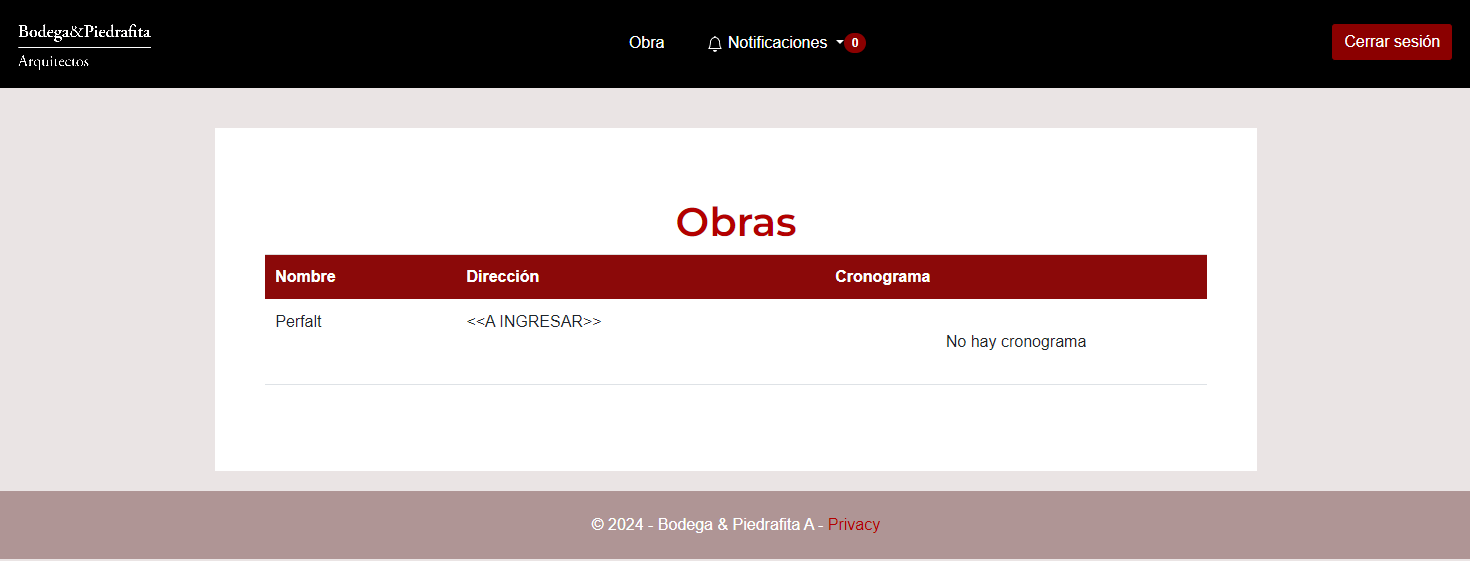 Bodega&Piedrafita
Arquitectos
Obra
Notificaciones 0
Cerrar sesión
Obras
Nombre Dirección Cronograma
Perfalt <<A INGRESAR>>
No hay cronograma
© 2024 - Bodega & Piedrafita A - Privacy